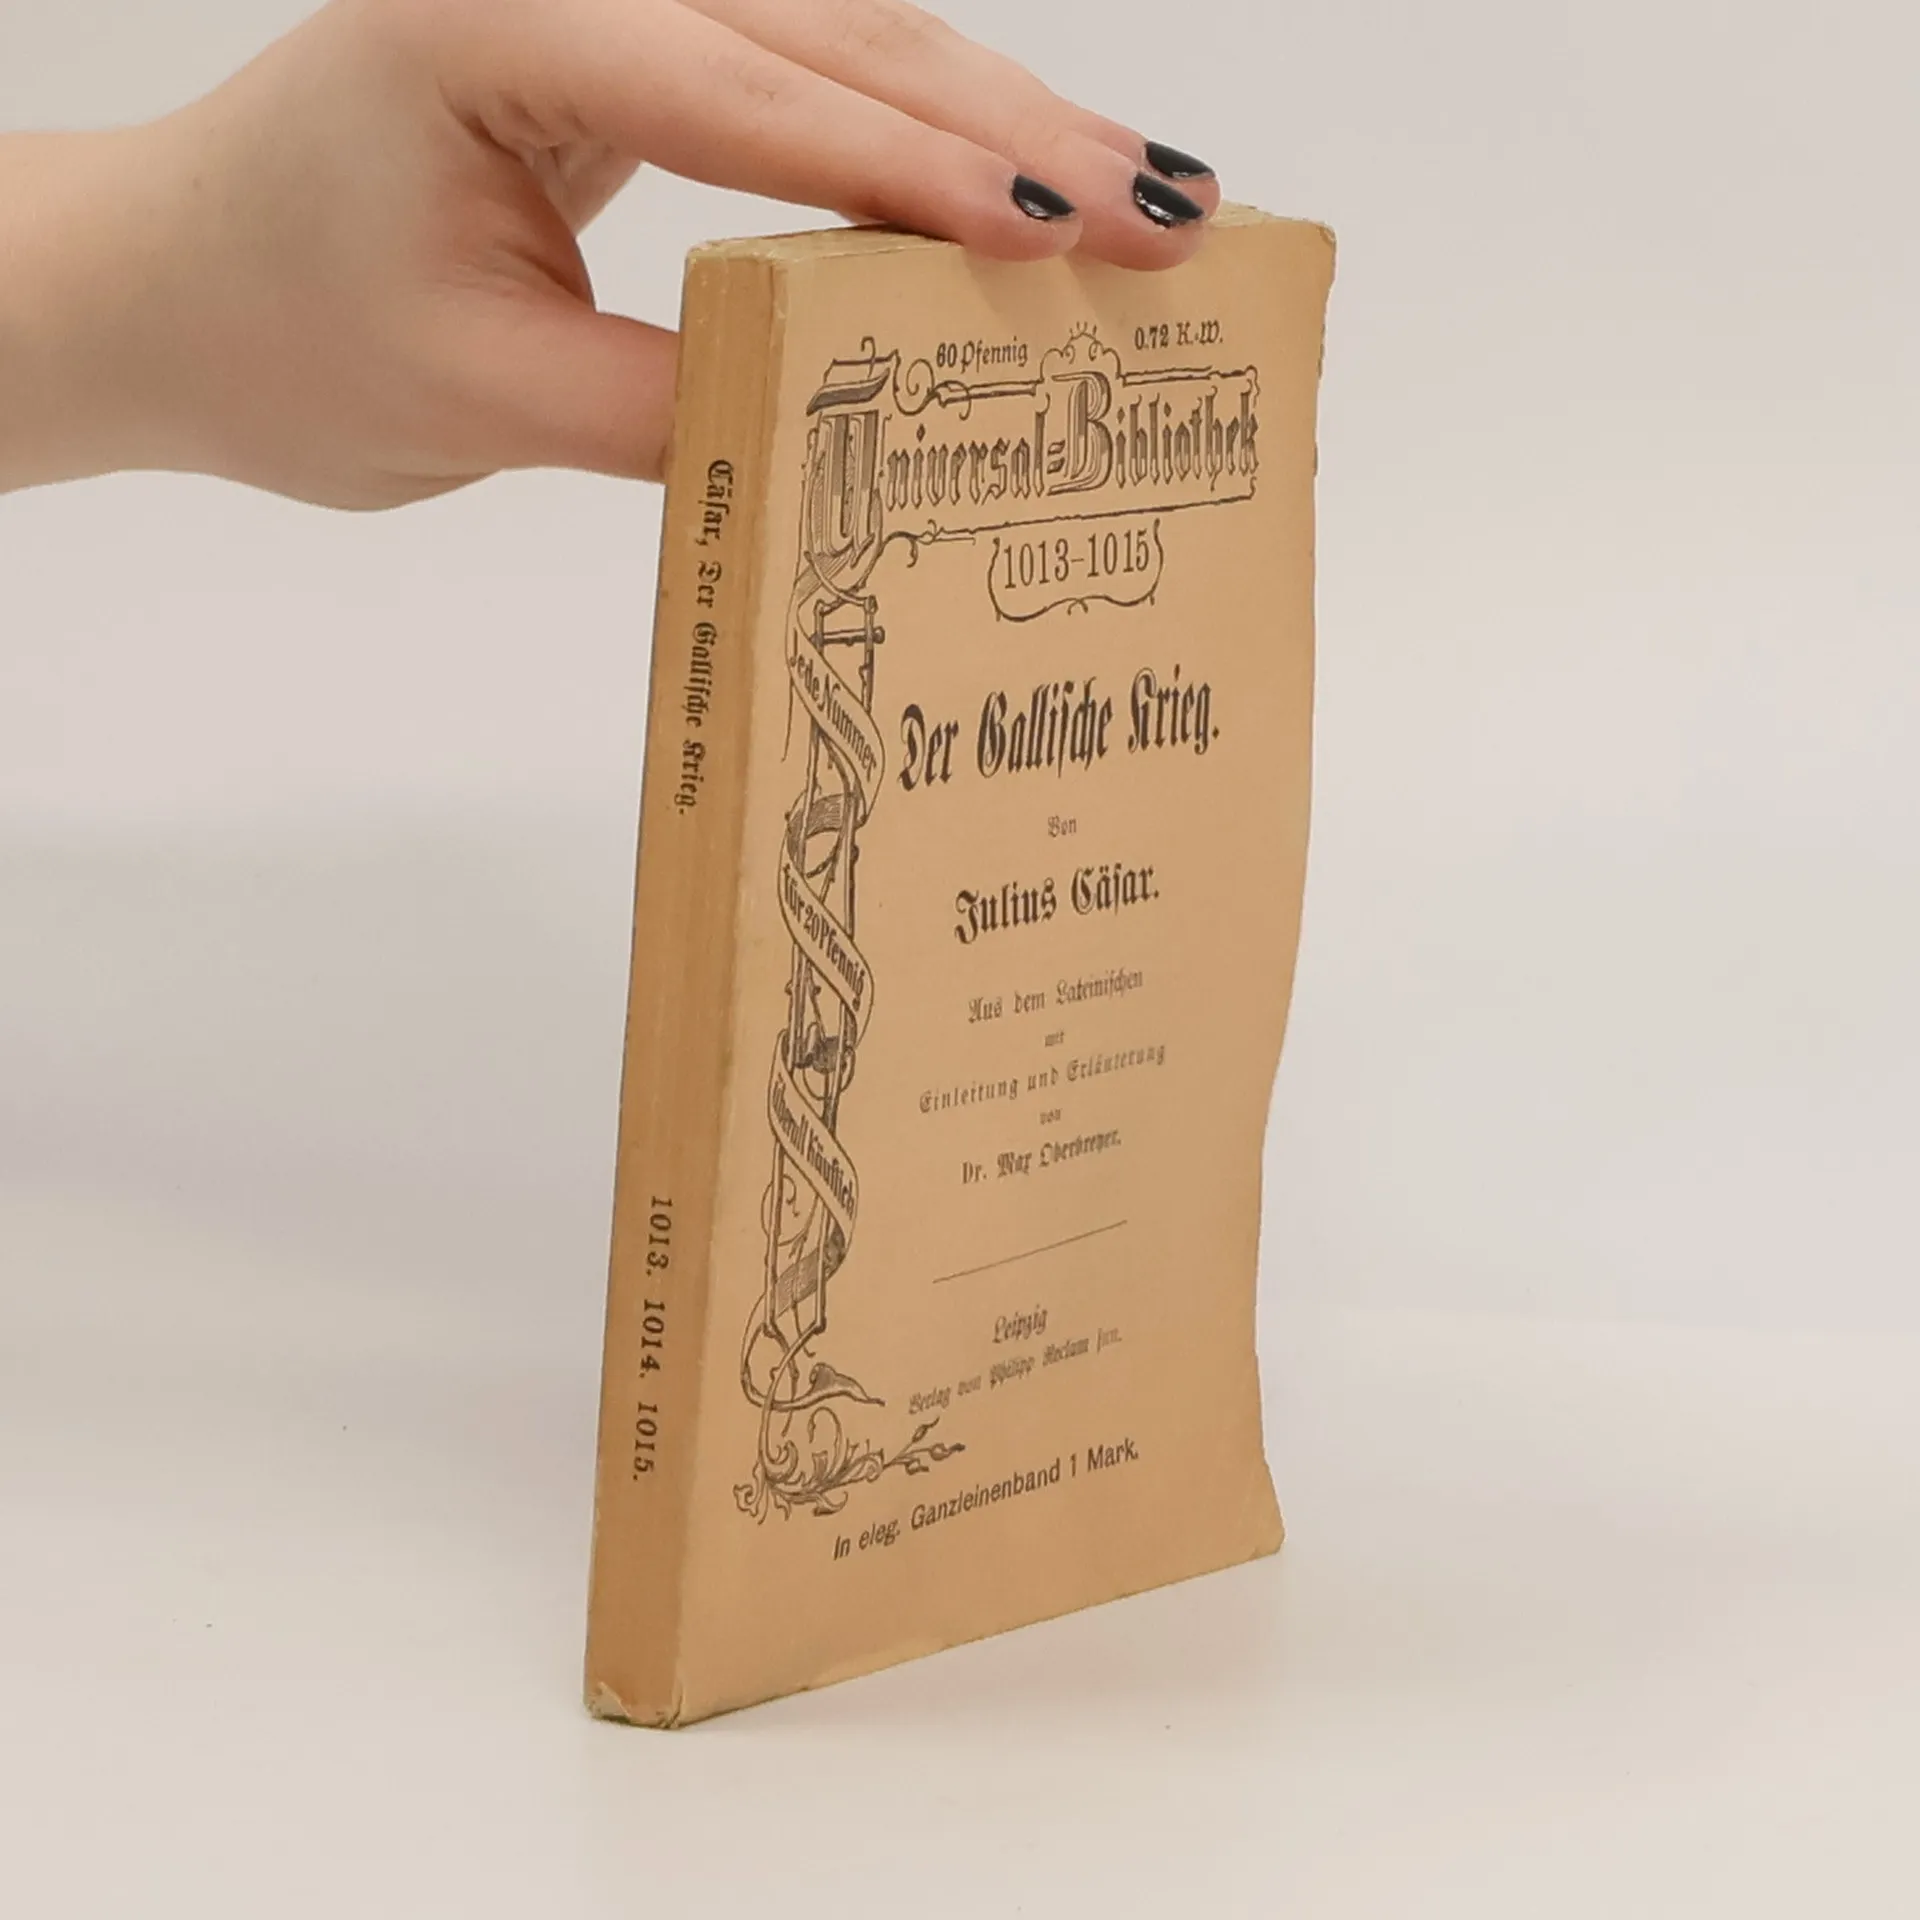 60 Pfennig
0.72 K.-W.
Universal=Bibliothek
1013-1015
Der Galliſche Krieg.
Von
Julius Cäſar.
Aus dem Lateiniſchen
mit
Einleitung und Erläuterung
von
Dr. Max Oberbreyer.
Leipzig
Verlag von Philipp Reclam jun.
In eleg. Ganzleinenband 1 Mark.
Jede Nummer
für 20 Pfennig
überall käuflich
Cäſar, Der Galliſche Krieg.
1013. 1014. 1015.